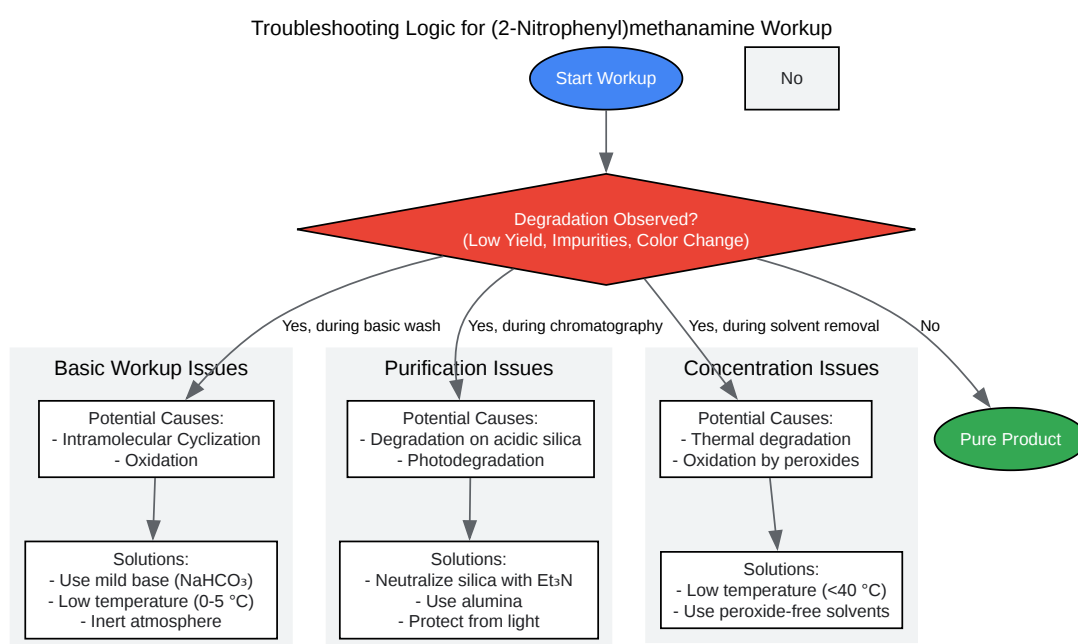 Troubleshooting Logic for (2-Nitrophenyl)methanamine Workup
Start Workup
No
Degradation Observed?
(Low Yield, Impurities, Color Change)
Yes, during basic wash
Yes, during chromatography
Yes, during solvent removal
No
Basic Workup Issues
Potential Causes:
- Intramolecular Cyclization
- Oxidation
Solutions:
- Use mild base (NaHCO₃)
- Low temperature (0-5 °C)
- Inert atmosphere
Purification Issues
Potential Causes:
- Degradation on acidic silica
- Photodegradation
Solutions:
- Neutralize silica with Et₃N
- Use alumina
- Protect from light
Concentration Issues
Potential Causes:
- Thermal degradation
- Oxidation by peroxides
Solutions:
- Low temperature (<40 °C)
- Use peroxide-free solvents
Pure Product